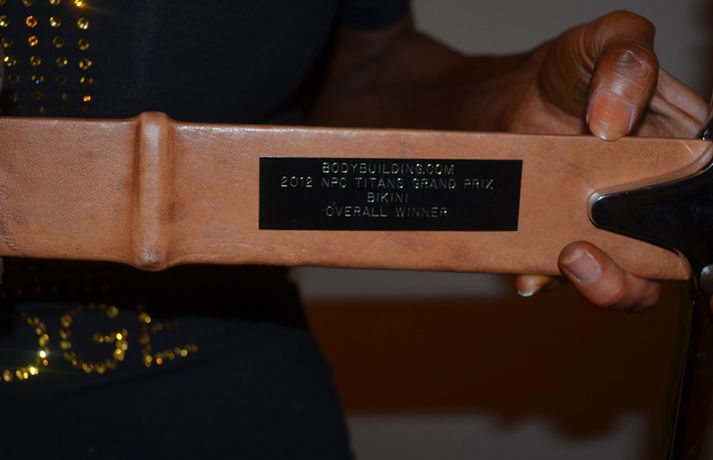 BODYBUILDING.COM
2012 NPC TITANS GRAND PRIX
BIKINI
OVERALL WINNER